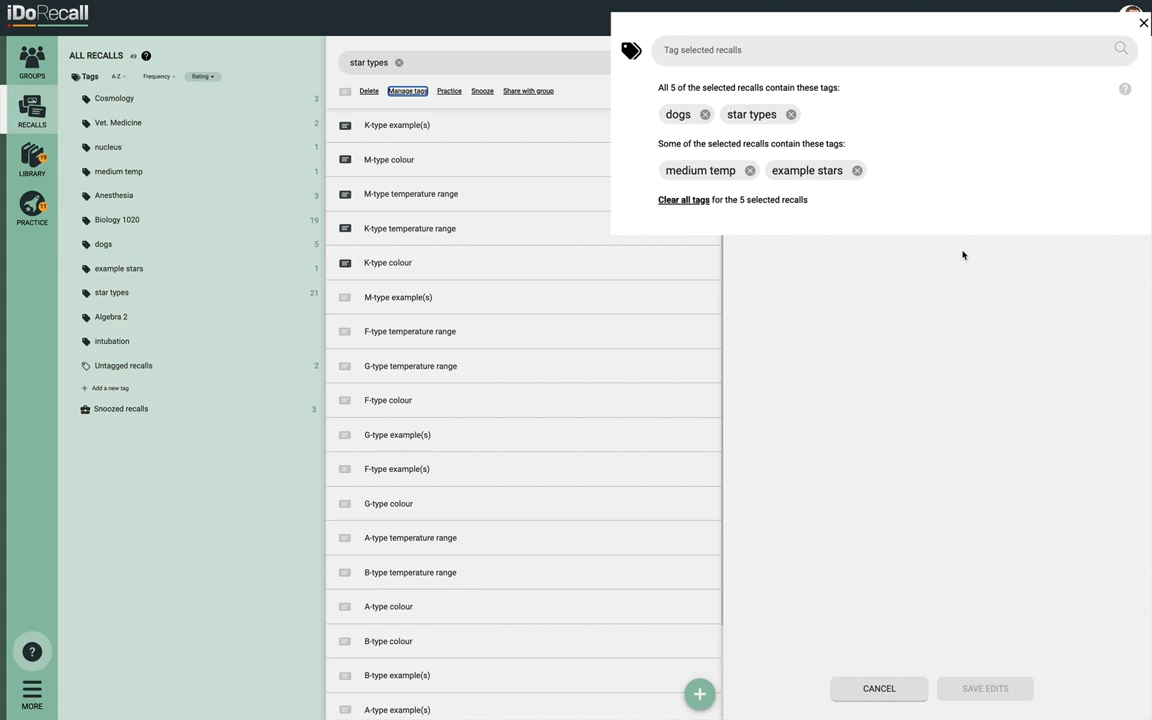 iDoRecall
GROUPS
RECALLS
19
LIBRARY
11
PRACTICE
?
MORE
ALL RECALLS 49 ?
Tags A-Z Frequency Rating
Cosmology 3
Vet. Medicine 2
nucleus 1
medium temp 1
Anesthesia 3
Biology 1020 19
dogs 5
example stars 1
star types 21
Algebra 2
intubation
Untagged recalls 2
+ Add a new tag
Snoozed recalls 3
star types
Delete Manage tags Practice Snooze Share with group
K-type example(s)
M-type colour
M-type temperature range
K-type temperature range
K-type colour
M-type example(s)
F-type temperature range
G-type temperature range
F-type colour
G-type example(s)
F-type example(s)
G-type colour
A-type temperature range
B-type temperature range
A-type colour
B-type colour
B-type example(s)
A-type example(s)
+
Tag selected recalls
All 5 of the selected recalls contain these tags:
?
dogs star types
Some of the selected recalls contain these tags:
medium temp example stars
Clear all tags for the 5 selected recalls
CANCEL SAVE EDITS